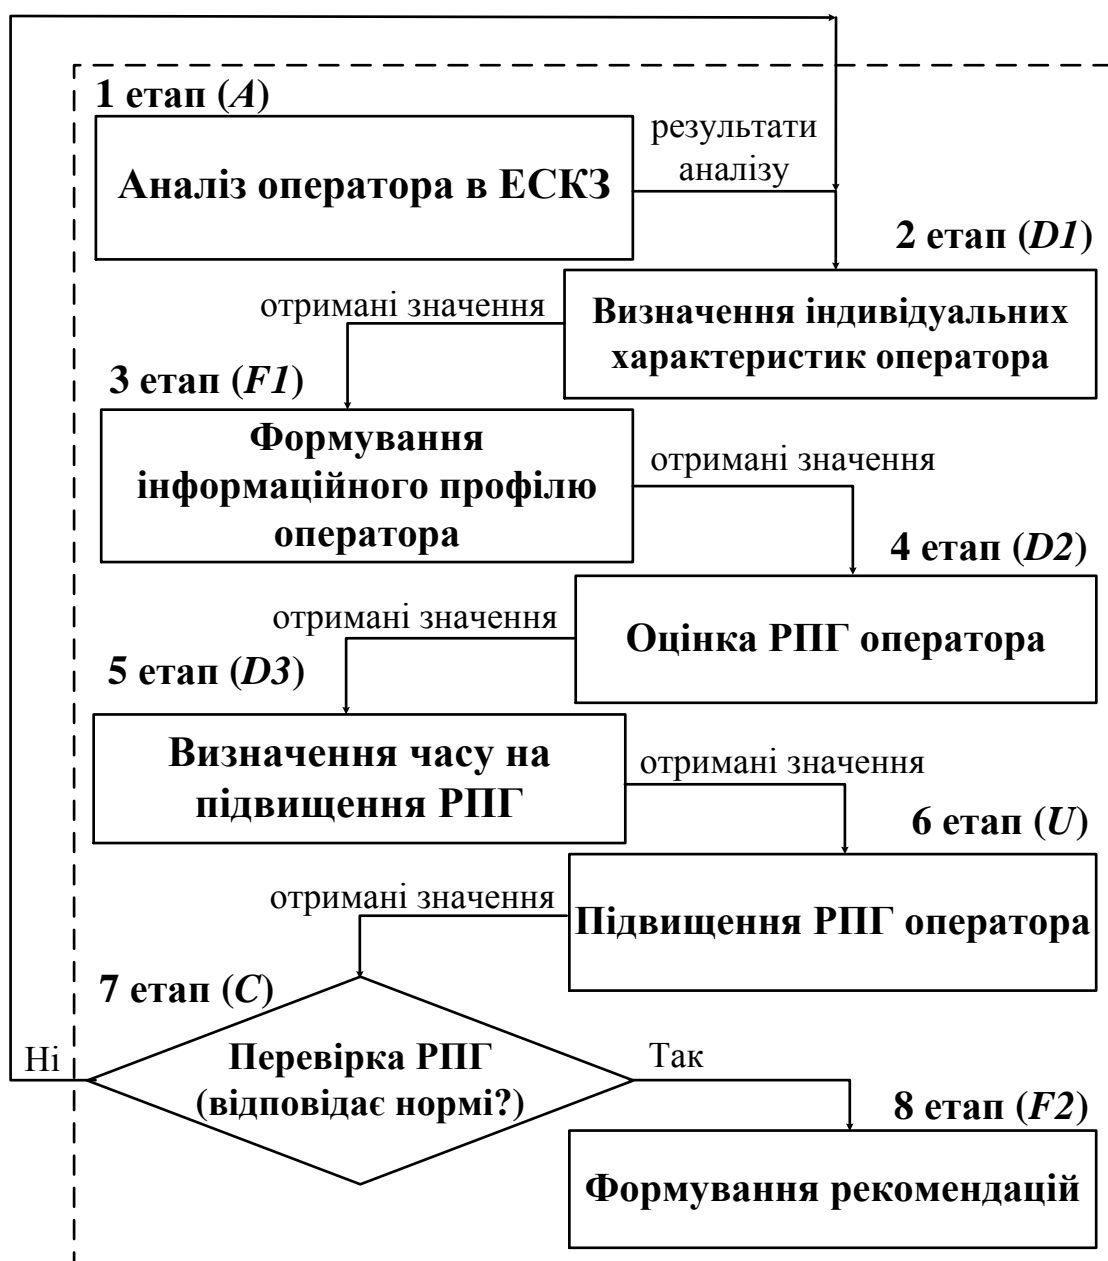 1 етап (A)
Аналіз оператора в ЕСКЗ
результати
аналізу
2 етап (D1)
Визначення індивідуальних
характеристик оператора
отримані значення
3 етап (F1)
Формування
інформаційного профілю
оператора
отримані значення
4 етап (D2)
Оцінка РПГ оператора
отримані значення
5 етап (D3)
Визначення часу на
підвищення РПГ
отримані значення
6 етап (U)
Підвищення РПГ оператора
отримані значення
7 етап (C)
Перевірка РПГ
(відповідає нормі?)
Ні
Так
8 етап (F2)
Формування рекомендацій